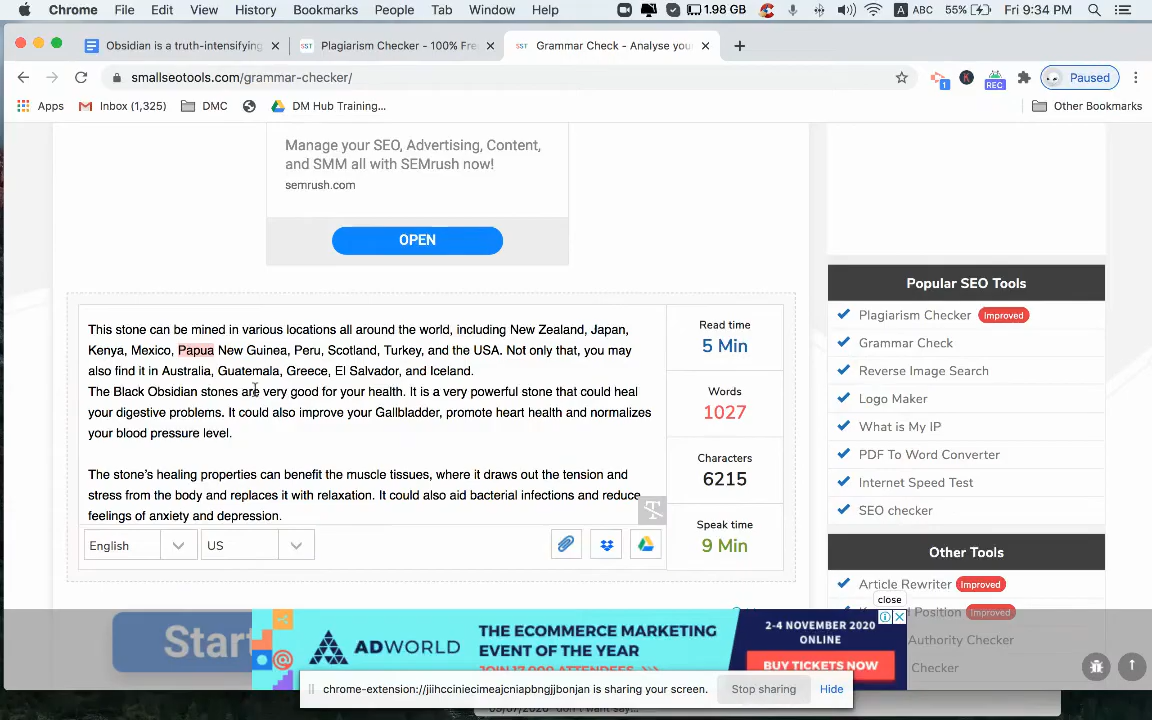 Chrome File Edit View History Bookmarks People Tab Window Help 1.98 GB A ABC 55% Fri 9:34 PM
Obsidian is a truth-intensifying SST Plagiarism Checker - 100% Fre SST Grammar Check - Analyse you
smallseotools.com/grammar-checker/ 1 K REC Paused
Apps Inbox (1,325) DMC DM Hub Training... Other Bookmarks
Manage your SEO, Advertising, Content,
and SMM all with SEMrush now!
semrush.com
OPEN
This stone can be mined in various locations all around the world, including New Zealand, Japan,
Kenya, Mexico, Papua New Guinea, Peru, Scotland, Turkey, and the USA. Not only that, you may
also find it in Australia, Guatemala, Greece, El Salvador, and Iceland.
The Black Obsidian stones are very good for your health. It is a very powerful stone that could heal
your digestive problems. It could also improve your Gallbladder, promote heart health and normalizes
your blood pressure level.
The stone's healing properties can benefit the muscle tissues, where it draws out the tension and
stress from the body and replaces it with relaxation. It could also aid bacterial infections and reduce
feelings of anxiety and depression.
English US
Read time
5 Min
Words
1027
Characters
6215
Speak time
9 Min
Popular SEO Tools
Plagiarism Checker Improved
Grammar Check
Reverse Image Search
Logo Maker
What is My IP
PDF To Word Converter
Internet Speed Test
SEO checker
Other Tools
Article Rewriter Improved
close
Position Improved
Authority Checker
Checker
Start
ADWORLD
THE ECOMMERCE MARKETING
EVENT OF THE YEAR
JOIN 17,000 ATTENDEES
2-4 NOVEMBER 2020
ONLINE
BUY TICKETS NOW
chrome-extension://jiihcciniecimeajcniapbngjjbonjan is sharing your screen. Stop sharing Hide